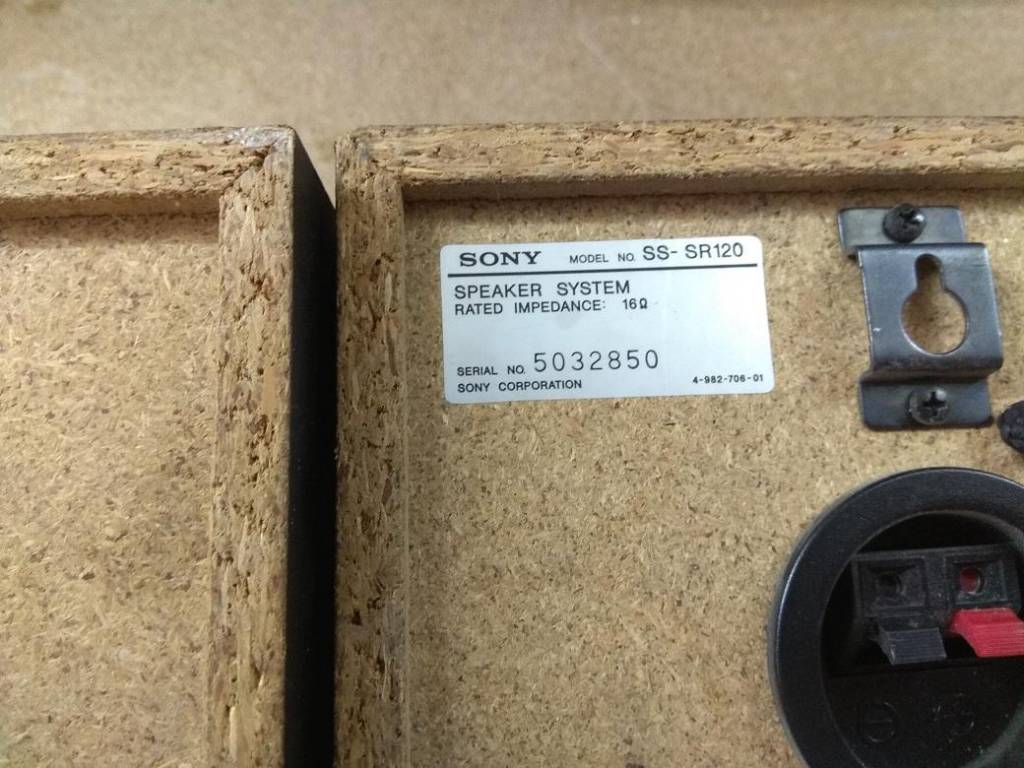 SONY MODEL NO. SS- SR120
SPEAKER SYSTEM
RATED IMPEDANCE: 16Ω
SERIAL NO. 5032850
SONY CORPORATION 4-982-706-01